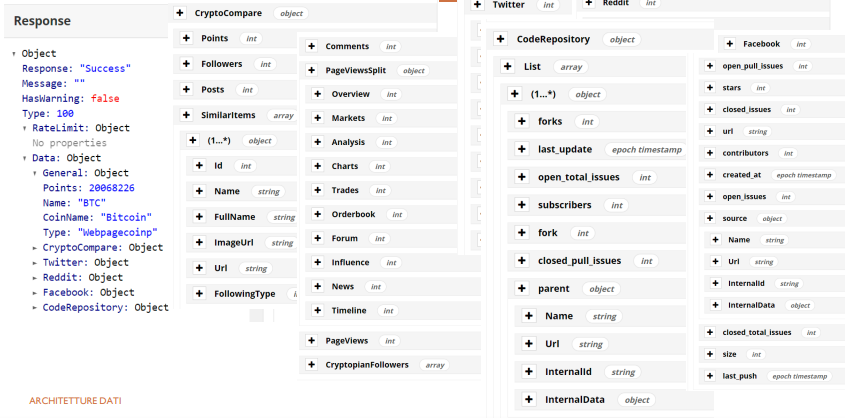 Response
Object
Response: "Success"
Message: ""
HasWarning: false
Type: 100
RateLimit: Object
No properties
Data: Object
General: Object
Points: 20068226
Name: "BTC"
CoinName: "Bitcoin"
Type: "Webpagecoinp"
CryptoCompare: Object
Twitter: Object
Reddit: Object
Facebook: Object
CodeRepository: Object
ARCHITETTURE DATI
CryptoCompare object
Points int
Followers int
Posts int
SimilarItems array
(1...*) object
Id int
Name string
FullName string
ImageUrl string
Url string
FollowingType
Comments int
PageViewsSplit object
Overview int
Markets int
Analysis int
Charts int
Trades int
Orderbook int
Forum int
Influence int
News int
Timeline int
PageViews int
CryptopianFollowers array
Twitter int
Reddit int
CodeRepository object
List array
(1...*) object
forks int
last_update epoch timestamp
open_total_issues int
subscribers int
fork int
closed_pull_issues int
parent object
Name string
Url string
InternalId string
InternalData object
Facebook int
open_pull_issues int
stars int
closed_issues int
url string
contributors int
created_at epoch timestamp
open_issues int
source object
Name string
Url string
InternalId string
InternalData object
closed_total_issues int
size int
last_push epoch timestamp